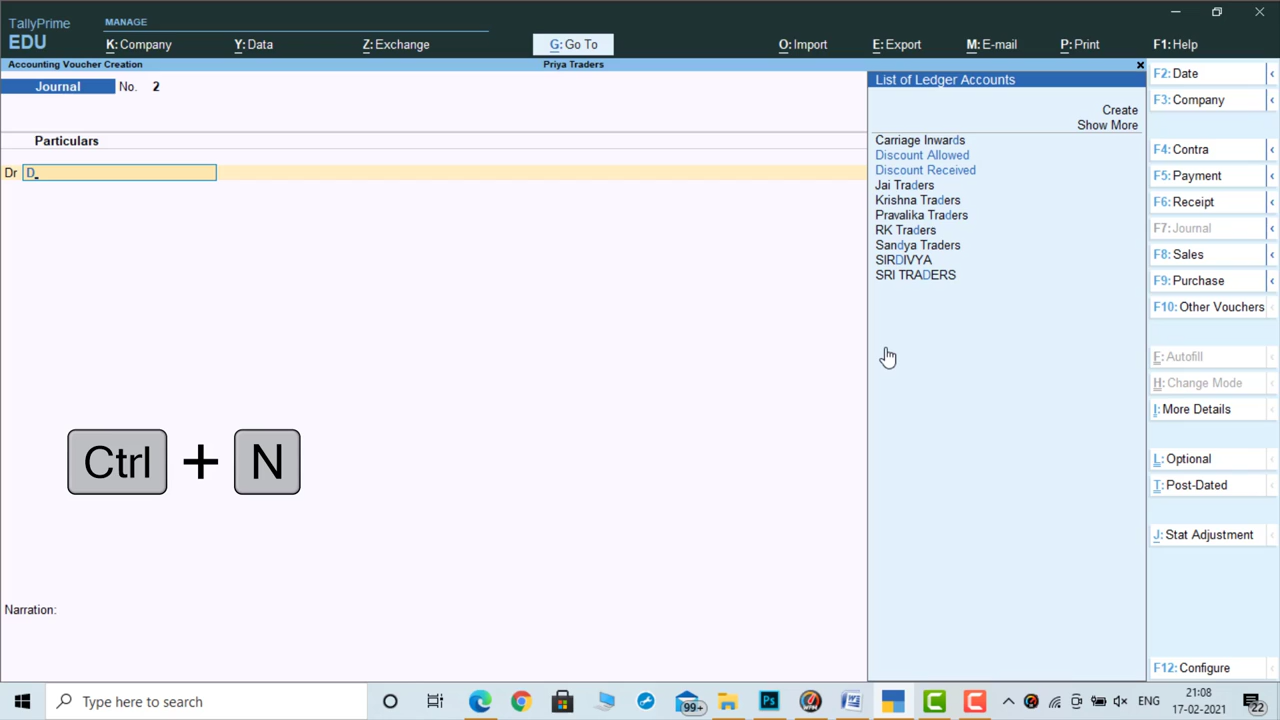 TallyPrime
EDU
MANAGE
K: Company
Y: Data
Z: Exchange
G: Go To
O: Import
E: Export
M: E-mail
P: Print
F1: Help
Accounting Voucher Creation
Priya Traders
Journal No. 2
Particulars
Dr D
List of Ledger Accounts
Create
Show More
Carriage Inwards
Discount Allowed
Discount Received
Jai Traders
Krishna Traders
Pravalika Traders
RK Traders
Sandya Traders
SIRDIVYA
SRI TRADERS
F2: Date
F3: Company
F4: Contra
F5: Payment
F6: Receipt
F7: Journal
F8: Sales
F9: Purchase
F10: Other Vouchers
F: Autofill
H: Change Mode
I: More Details
L: Optional
T: Post-Dated
J: Stat Adjustment
F12: Configure
Ctrl + N
Narration:
Type here to search
99+
ENG
21:08
17-02-2021
22